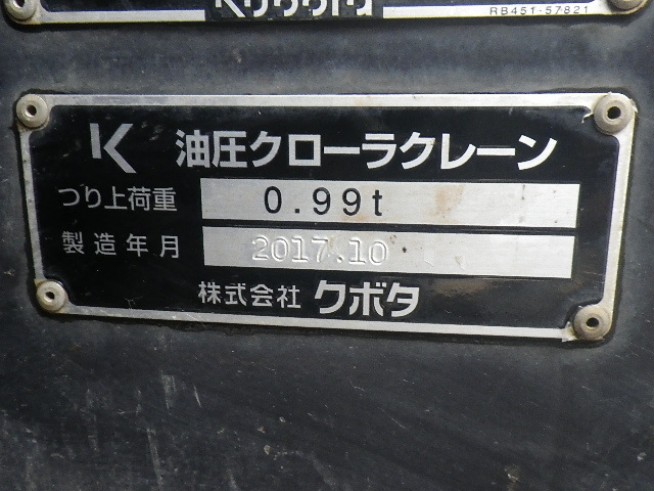 Kubota
RB451-57821
K 油圧クローラクレーン
つり上荷重 0.99t
製造年月 2017.10
株式会社 クボタ